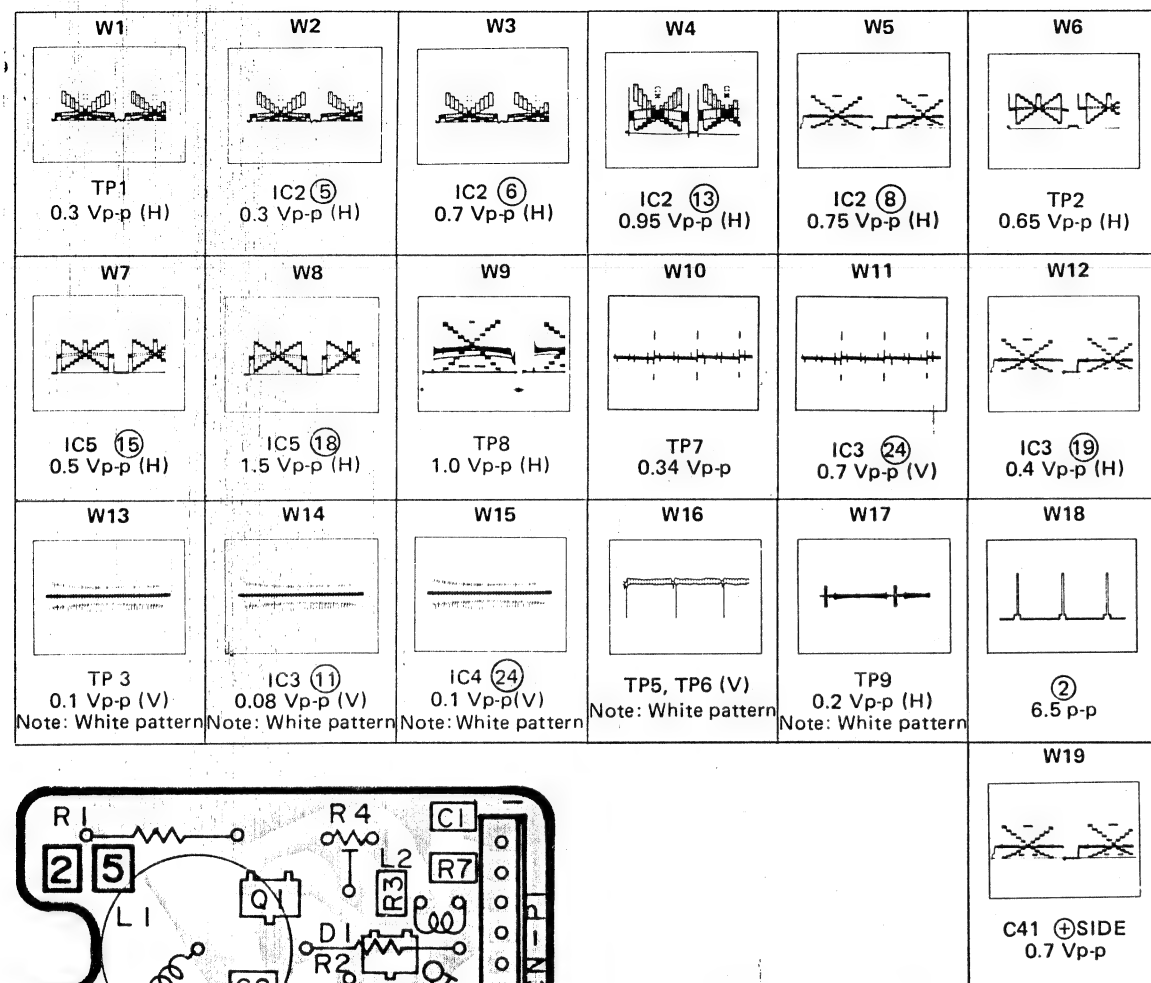 W1
TP1
0.3 Vp-p (H)
W2
IC2 ⑤
0.3 Vp-p (H)
W3
IC2 ⑥
0.7 Vp-p (H)
W4
IC2 ⑬
0.95 Vp-p (H)
W5
IC2 ⑧
0.75 Vp-p (H)
W6
TP2
0.65 Vp-p (H)
W7
IC5 ⑮
0.5 Vp-p (H)
W8
IC5 ⑱
1.5 Vp-p (H)
W9
TP8
1.0 Vp-p (H)
W10
TP7
0.34 Vp-p
W11
IC3 ㉔
0.7 Vp-p (V)
W12
IC3 ⑲
0.4 Vp-p (H)
W13
TP 3
0.1 Vp-p (V)
Note: White pattern
W14
IC3 ⑪
0.08 Vp-p (V)
Note: White pattern
W15
IC4 ㉔
0.1 Vp-p(V)
Note: White pattern
W16
TP5, TP6 (V)
Note: White pattern
W17
TP9
0.2 Vp-p (H)
Note: White pattern
W18
②
6.5 p-p
W19
C41 ⊕SIDE
0.7 Vp-p
R1
R4
C1
2 5
L2
R7
R3
Q1
L1
D1
R2
N-P1